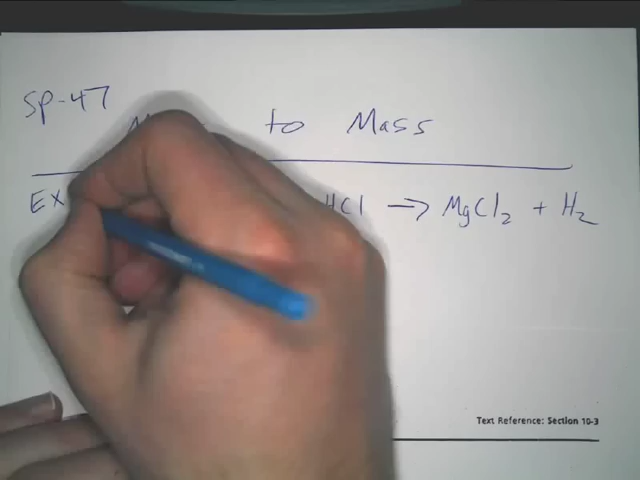 SP-47
to Mass
Ex HCl → MgCl₂ + H₂
Text Reference: Section 10-3